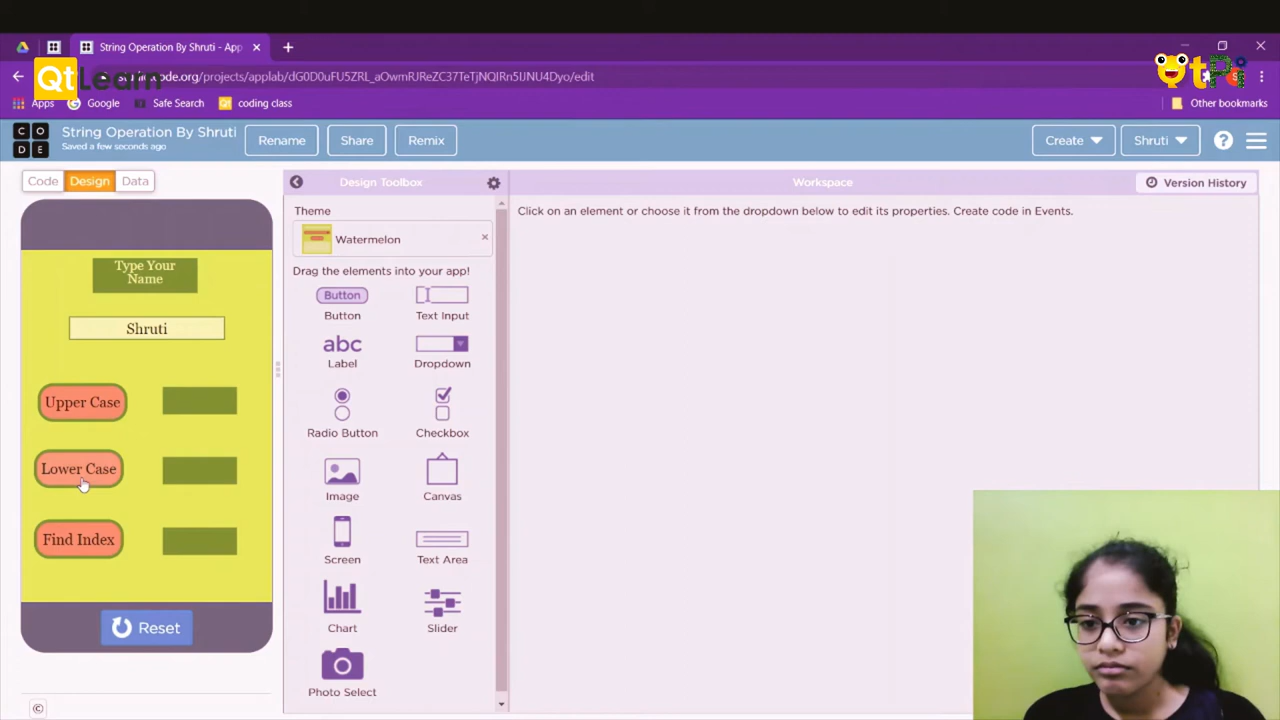 String Operation By Shruti - App
studio.code.org/projects/applab/dG0D0uFU5ZRL_aOwmRJReZC37TeTjNQIRn5UNU4Dyo/edit
QtLearn
QtPi
Apps
Google
Safe Search
coding class
Other bookmarks
CODE
String Operation By Shruti
Saved a few seconds ago
Rename
Share
Remix
Create
Shruti
?
Code
Design
Data
Design Toolbox
Workspace
Version History
Theme
Watermelon
Click on an element or choose it from the dropdown below to edit its properties. Create code in Events.
Type Your
Name
Shruti
Upper Case
Lower Case
Find Index
Reset
Drag the elements into your app!
Button
Button
Text Input
abc
Label
Dropdown
Radio Button
Checkbox
Image
Canvas
Screen
Text Area
Chart
Slider
Photo Select
©